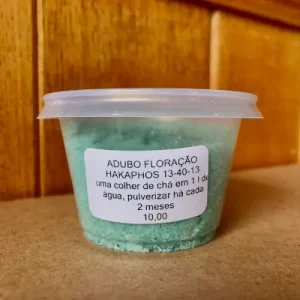 ADUBO FLORAÇÃO
HAKAPHOS 13-40-13
uma colher de chá em 1 l de
água, pulverizar há cada
2 meses
10,00